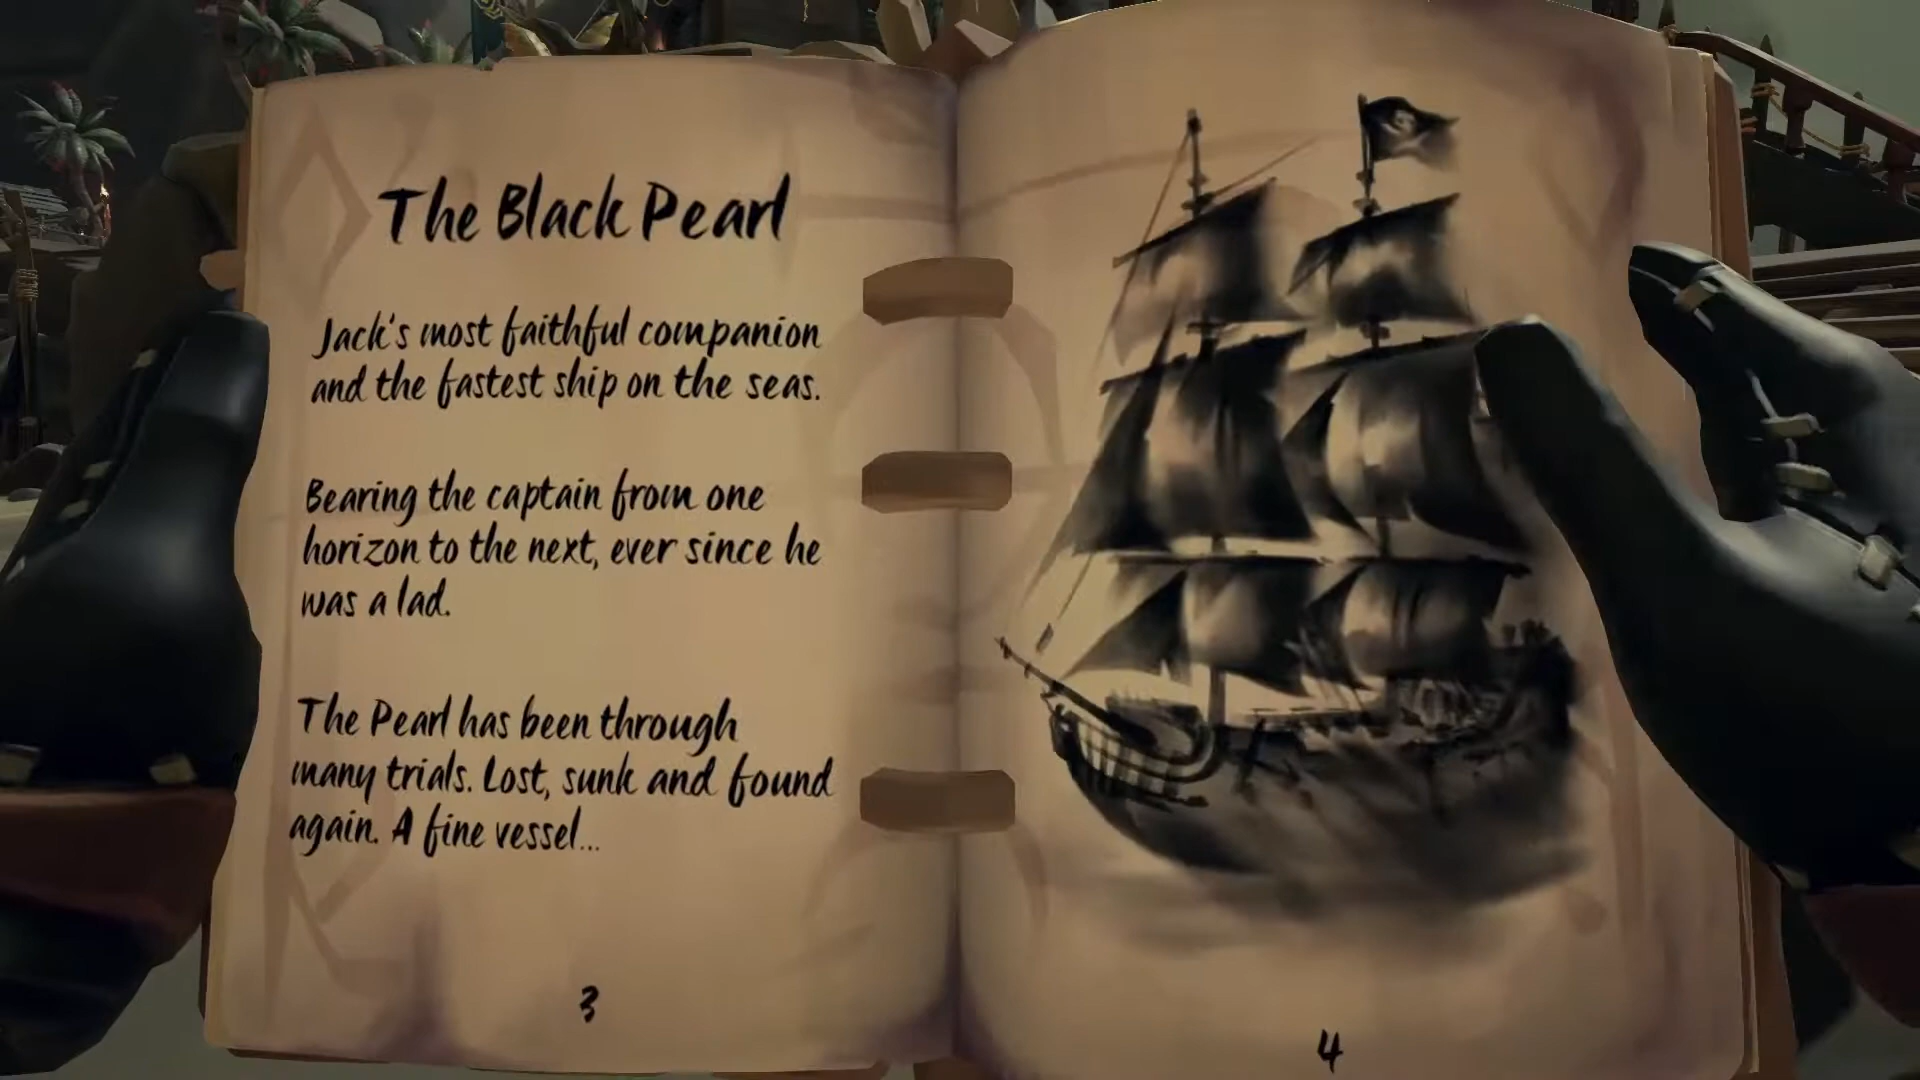 The Black Pearl
Jack's most faithful companion
and the fastest ship on the seas.
Bearing the captain from one
horizon to the next, ever since he
was a lad.
The Pearl has been through
many trials. Lost, sunk and found
again. A fine vessel...
3
4